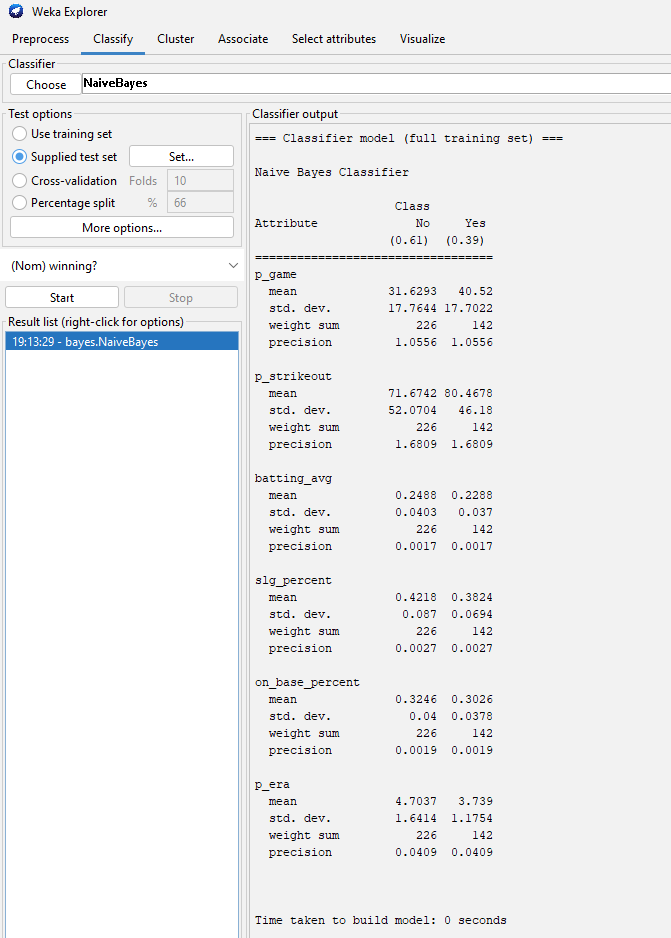 Weka Explorer
Preprocess Classify Cluster Associate Select attributes Visualize
Classifier
Choose NaiveBayes
Test options
Use training set
Supplied test set Set...
Cross-validation Folds 10
Percentage split % 66
More options...
(Nom) winning?
Start Stop
Result list (right-click for options)
19:13:29 - bayes.NaiveBayes
Classifier output
=== Classifier model (full training set) ===
Naive Bayes Classifier
Class
Attribute No Yes
(0.61) (0.39)
==================================
p_game
mean 31.6293 40.52
std. dev. 17.7644 17.7022
weight sum 226 142
precision 1.0556 1.0556
p_strikeout
mean 71.6742 80.4678
std. dev. 52.0704 46.18
weight sum 226 142
precision 1.6809 1.6809
batting_avg
mean 0.2488 0.2288
std. dev. 0.0403 0.037
weight sum 226 142
precision 0.0017 0.0017
slg_percent
mean 0.4218 0.3824
std. dev. 0.087 0.0694
weight sum 226 142
precision 0.0027 0.0027
on_base_percent
mean 0.3246 0.3026
std. dev. 0.04 0.0378
weight sum 226 142
precision 0.0019 0.0019
p_era
mean 4.7037 3.739
std. dev. 1.6414 1.1754
weight sum 226 142
precision 0.0409 0.0409
Time taken to build model: 0 seconds